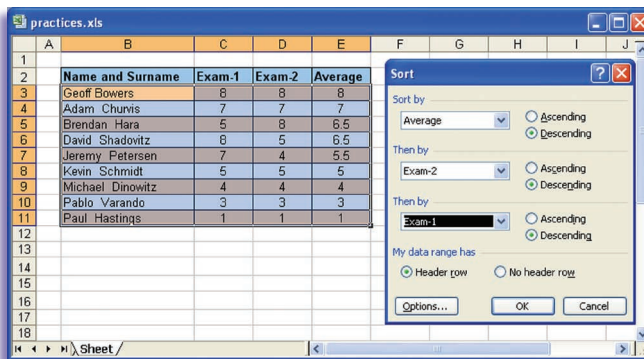 practices.xls
A B C D E F G H I J
1
2 Name and Surname Exam-1 Exam-2 Average
3 Geoff Bowers 8 8 8
4 Adam Churvis 7 7 7
5 Brendan Hara 5 8 6.5
6 David Shadovitz 8 5 6.5
7 Jeremy Petersen 7 4 5.5
8 Kevin Schmidt 5 5 5
9 Michael Dinowitz 4 4 4
10 Pablo Varando 3 3 3
11 Paul Hastings 1 1 1
12
13
14
15
16
17
18
Sheet
Sort
Sort by
Average
Ascending
Descending
Then by
Exam-2
Ascending
Descending
Then by
Exam-1
Ascending
Descending
My data range has
Header row No header row
Options... OK Cancel